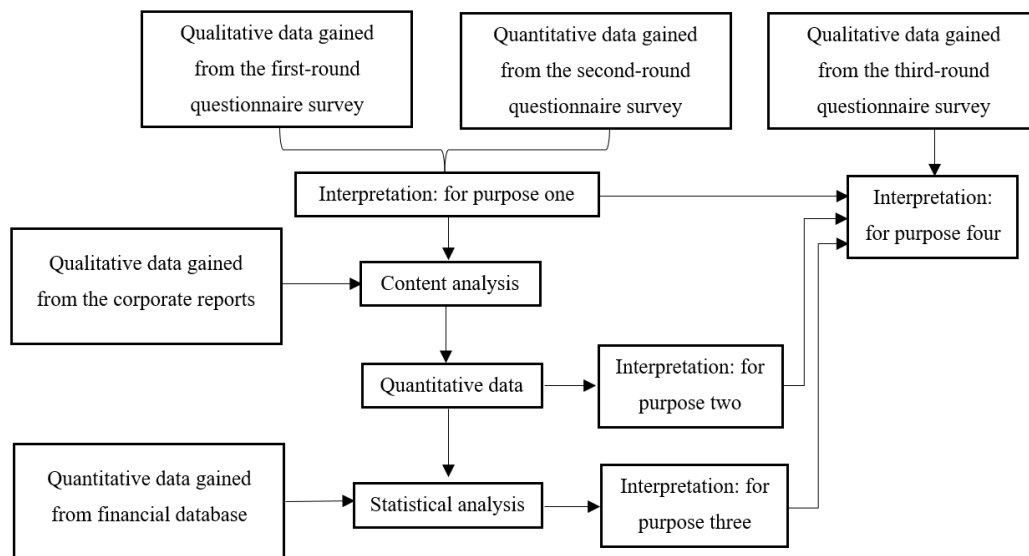 Qualitative data gained
from the first-round
questionnaire survey
Quantitative data gained
from the second-round
questionnaire survey
Qualitative data gained
from the third-round
questionnaire survey
Interpretation: for purpose one
Interpretation:
for purpose four
Qualitative data gained
from the corporate reports
Content analysis
Quantitative data
Interpretation: for
purpose two
Quantitative data gained
from financial database
Statistical analysis
Interpretation: for
purpose three